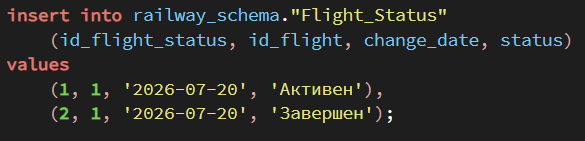 insert into railway_schema."Flight_Status"
(id_flight_status, id_flight, change_date, status)
values
(1, 1, '2026-07-20', 'Активен'),
(2, 1, '2026-07-20', 'Завершен');